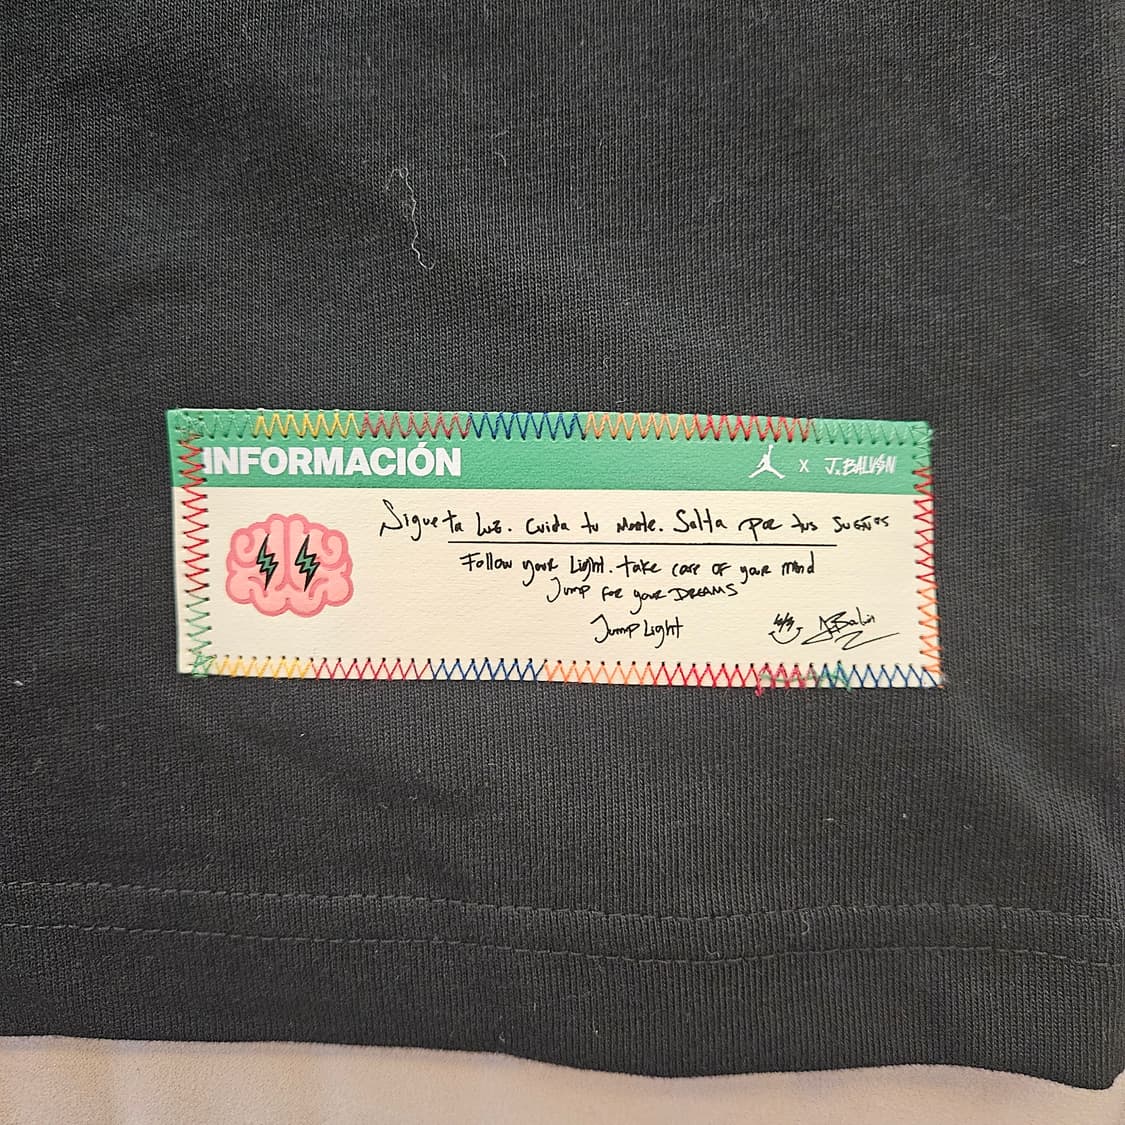 INFORMACIÓN
X J.BALVIN
Sigue tu Luz. Cuida tu Mente. Salta por tus SUEÑOS
Follow your Light. take care of your mind
Jump for your DREAMS
Jump Light
JBalvin